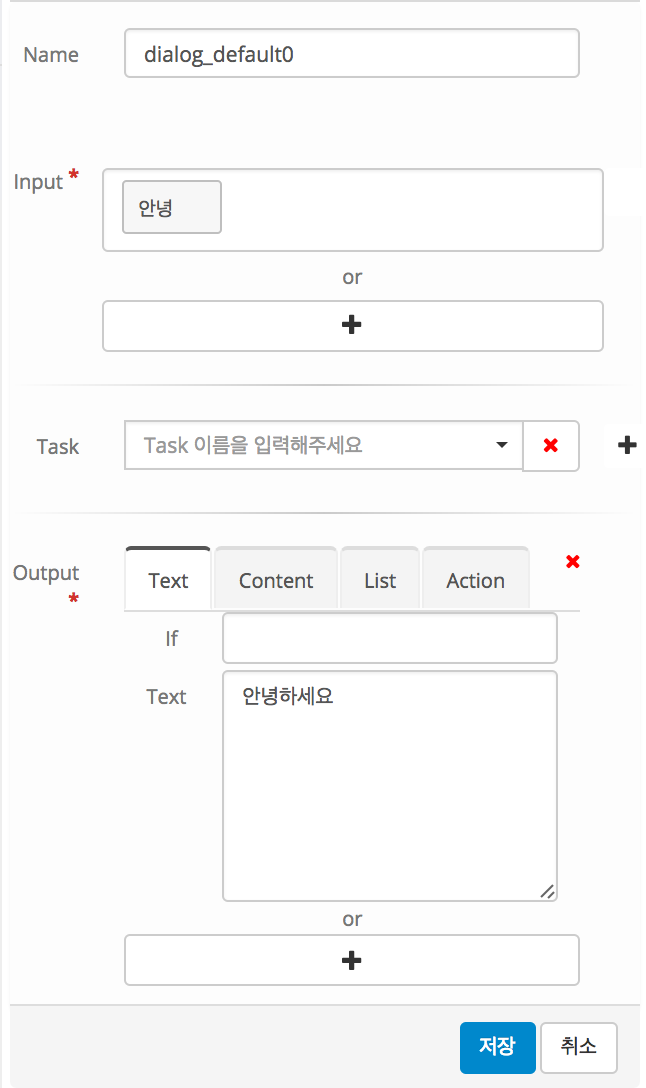 Name
dialog_default0
Input *
안녕
or
Task
Task 이름을 입력해주세요
Output
*
Text
Content
List
Action
If
Text
안녕하세요
or
저장
취소